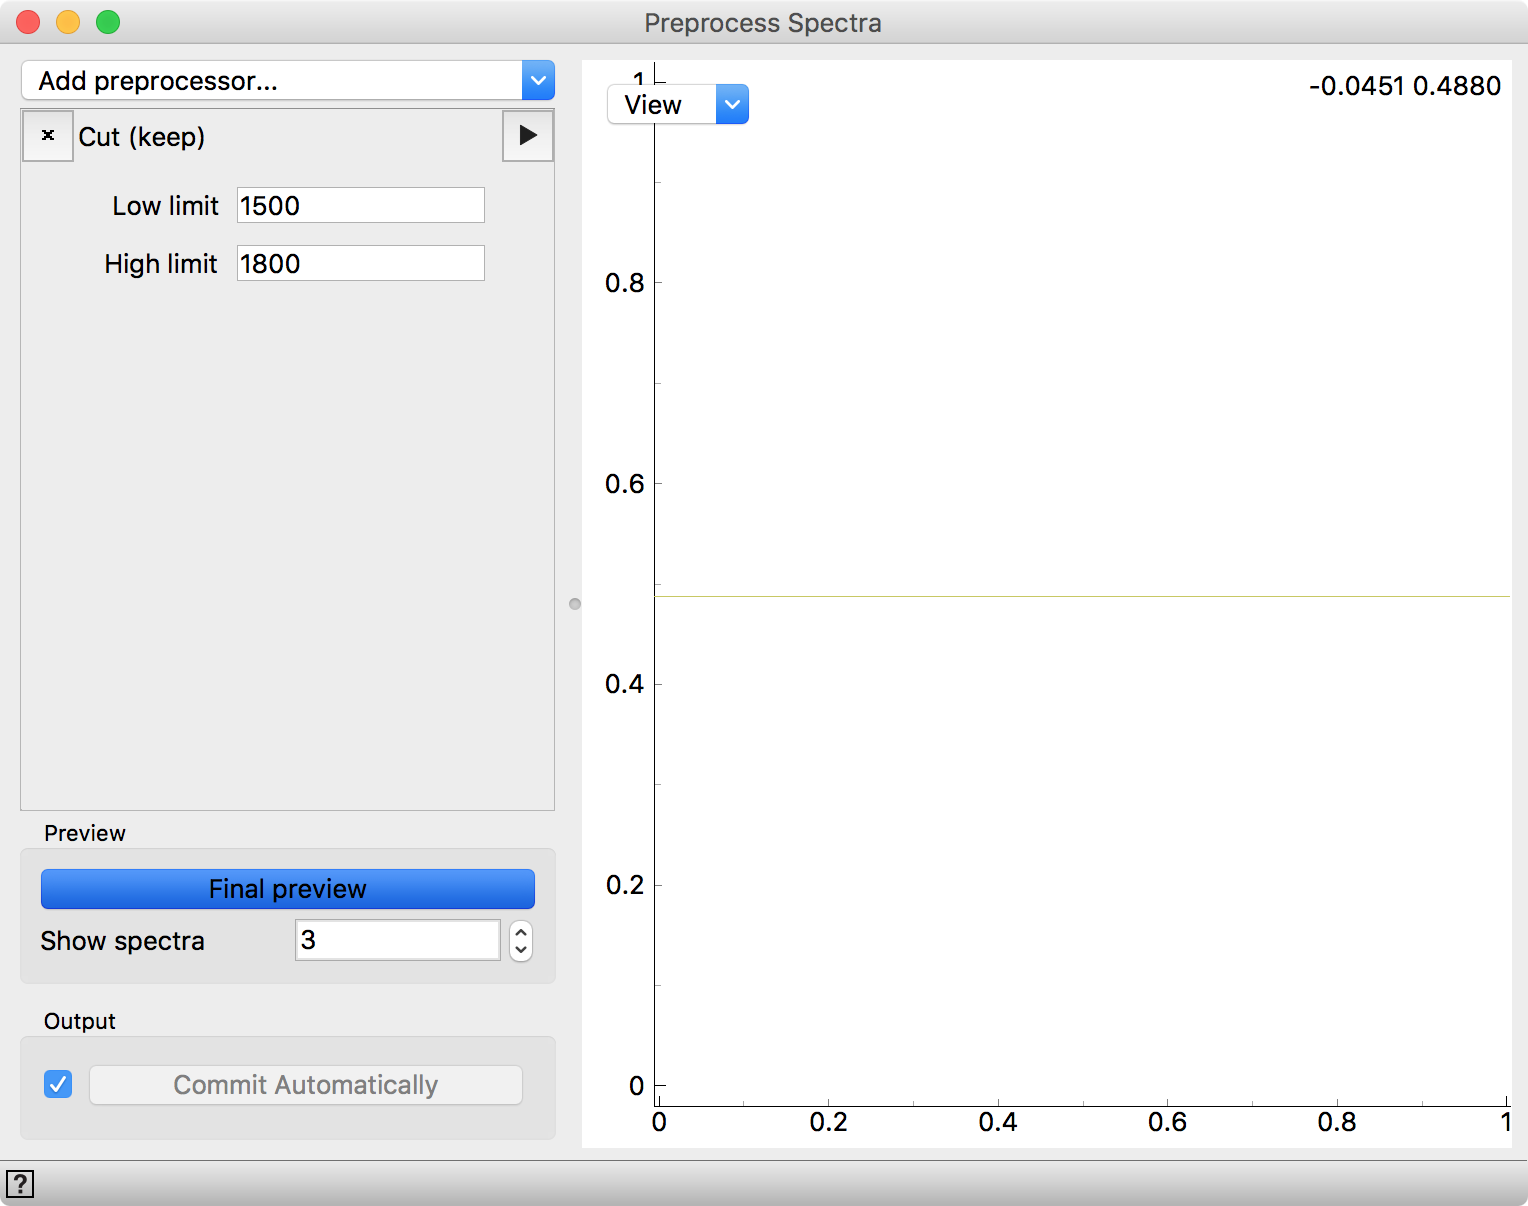 Preprocess Spectra
Add preprocessor...
Cut (keep)
Low limit 1500
High limit 1800
Preview
Final preview
Show spectra 3
Output
Commit Automatically
?
View
-0.0451 0.4880
1
0.8
0.6
0.4
0.2
0
0 0.2 0.4 0.6 0.8 1